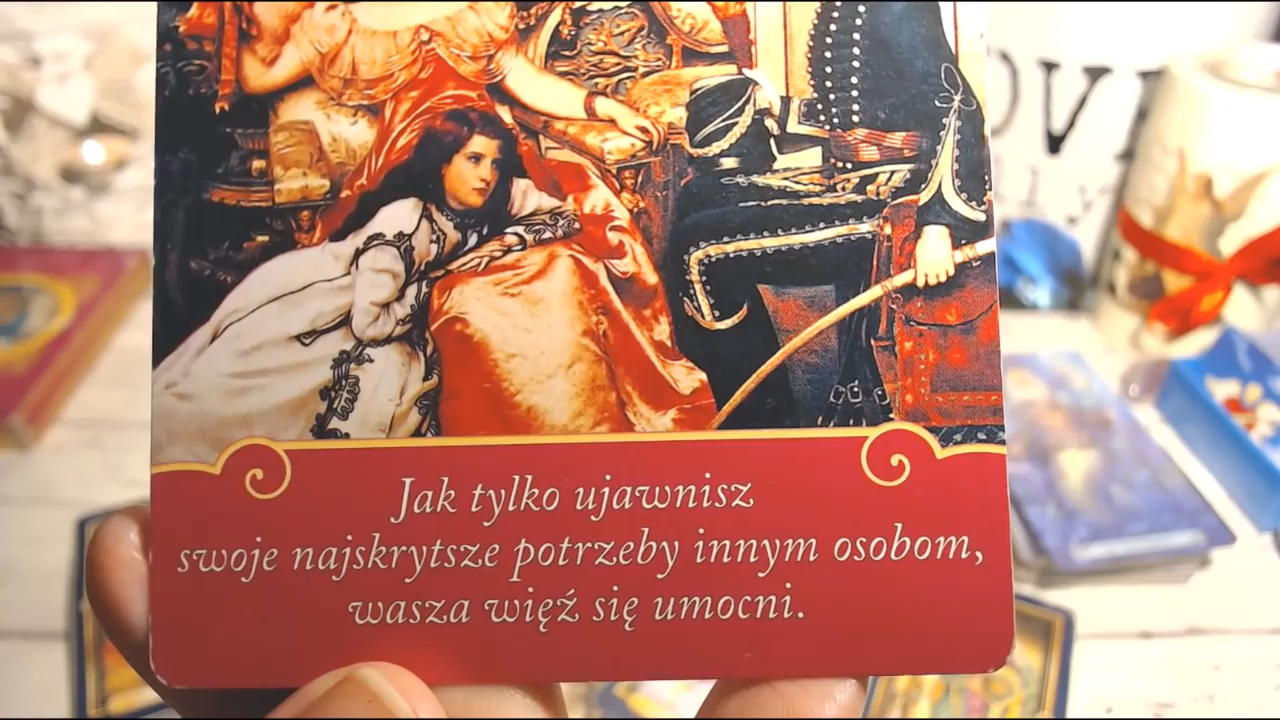 Jak tylko ujawnisz
swoje najskrytsze potrzeby innym osobom,
wasza więź się umocni.